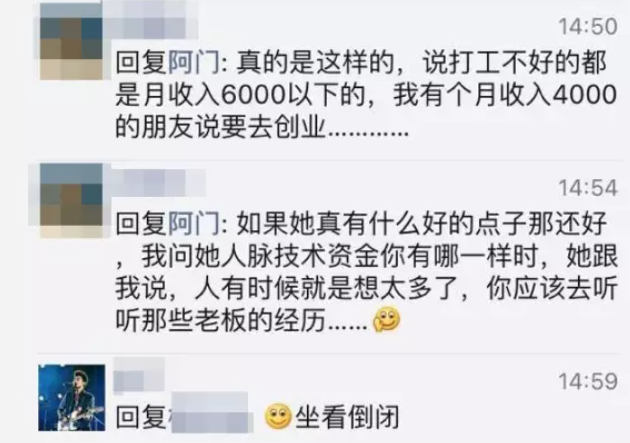 14:50
回复阿门: 真的是这样的，说打工不好的都
是月收入6000以下的，我有个月收入4000
的朋友说要去创业…………
14:54
回复阿门: 如果她真有什么好的点子那还好
，我问她人脉技术资金你有哪一样时，她跟
我说，人有时候就是想太多了，你应该去听
听那些老板的经历……
14:59
回复 坐看倒闭